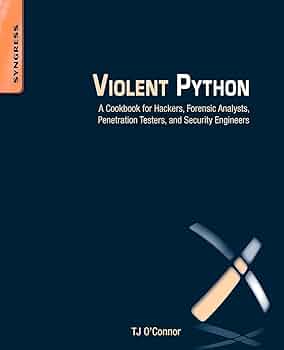 SYNGRESS
VIOLENT PYTHON
A Cookbook for Hackers, Forensic Analysts,
Penetration Testers, and Security Engineers
TJ O'Connor